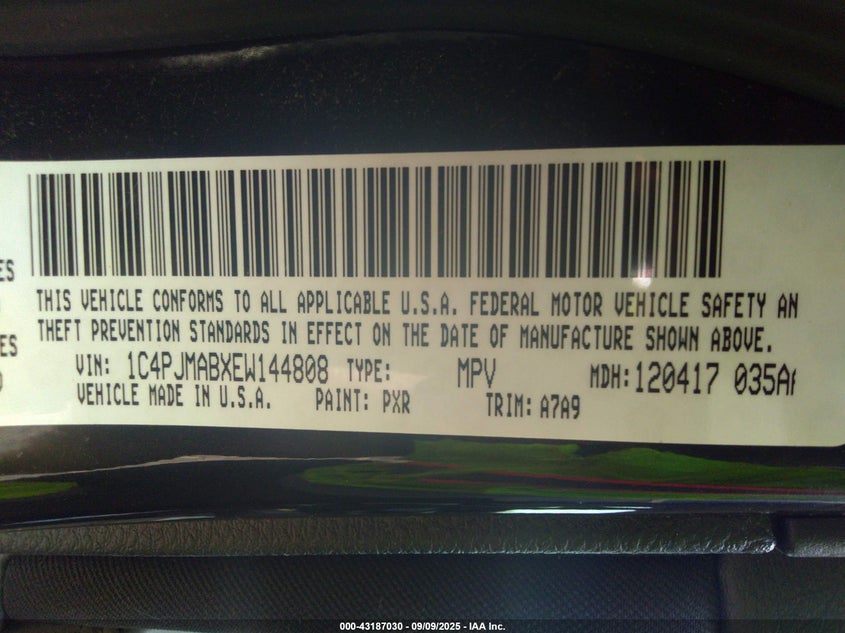 ES
THIS VEHICLE CONFORMS TO ALL APPLICABLE U.S.A. FEDERAL MOTOR VEHICLE SAFETY AN
THEFT PREVENTION STANDARDS IN EFFECT ON THE DATE OF MANUFACTURE SHOWN ABOVE.
ES
VIN: 1C4PJMABXEW144808 TYPE: MPV MDH: 120417 035A
VEHICLE MADE IN U.S.A. PAINT: PXR TRIM: A7A9
000-43187030 - 09/09/2025 - IAA Inc.